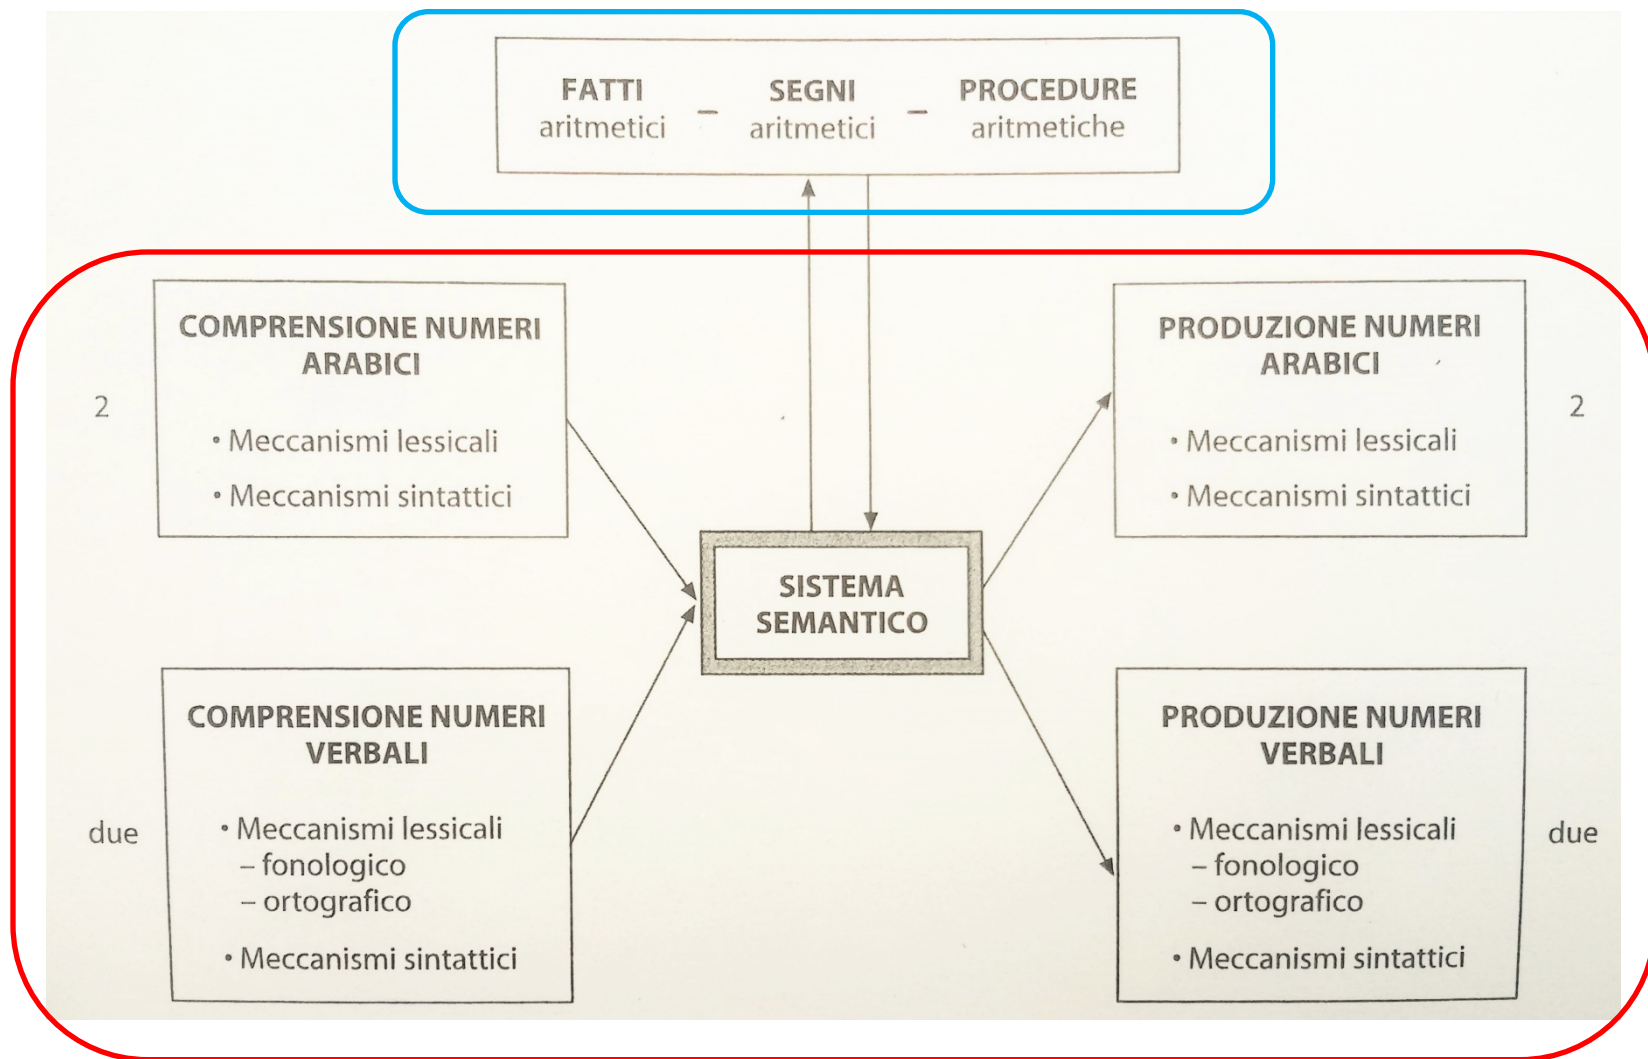 FATTI – SEGNI – PROCEDURE
aritmetici aritmetici aritmetiche
COMPRENSIONE NUMERI
ARABICI
2
• Meccanismi lessicali
• Meccanismi sintattici
PRODUZIONE NUMERI
ARABICI
2
• Meccanismi lessicali
• Meccanismi sintattici
SISTEMA
SEMANTICO
COMPRENSIONE NUMERI
VERBALI
due
• Meccanismi lessicali
– fonologico
– ortografico
• Meccanismi sintattici
PRODUZIONE NUMERI
VERBALI
due
• Meccanismi lessicali
– fonologico
– ortografico
• Meccanismi sintattici